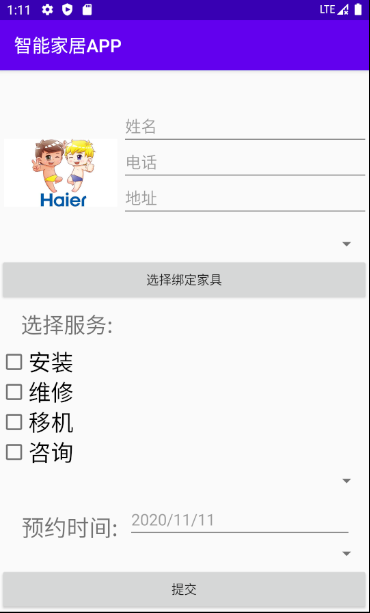 1:11 LTE
智能家居APP
姓名
电话
地址
Haier
选择绑定家具
选择服务:
安装
维修
移机
咨询
预约时间: 2020/11/11
提交